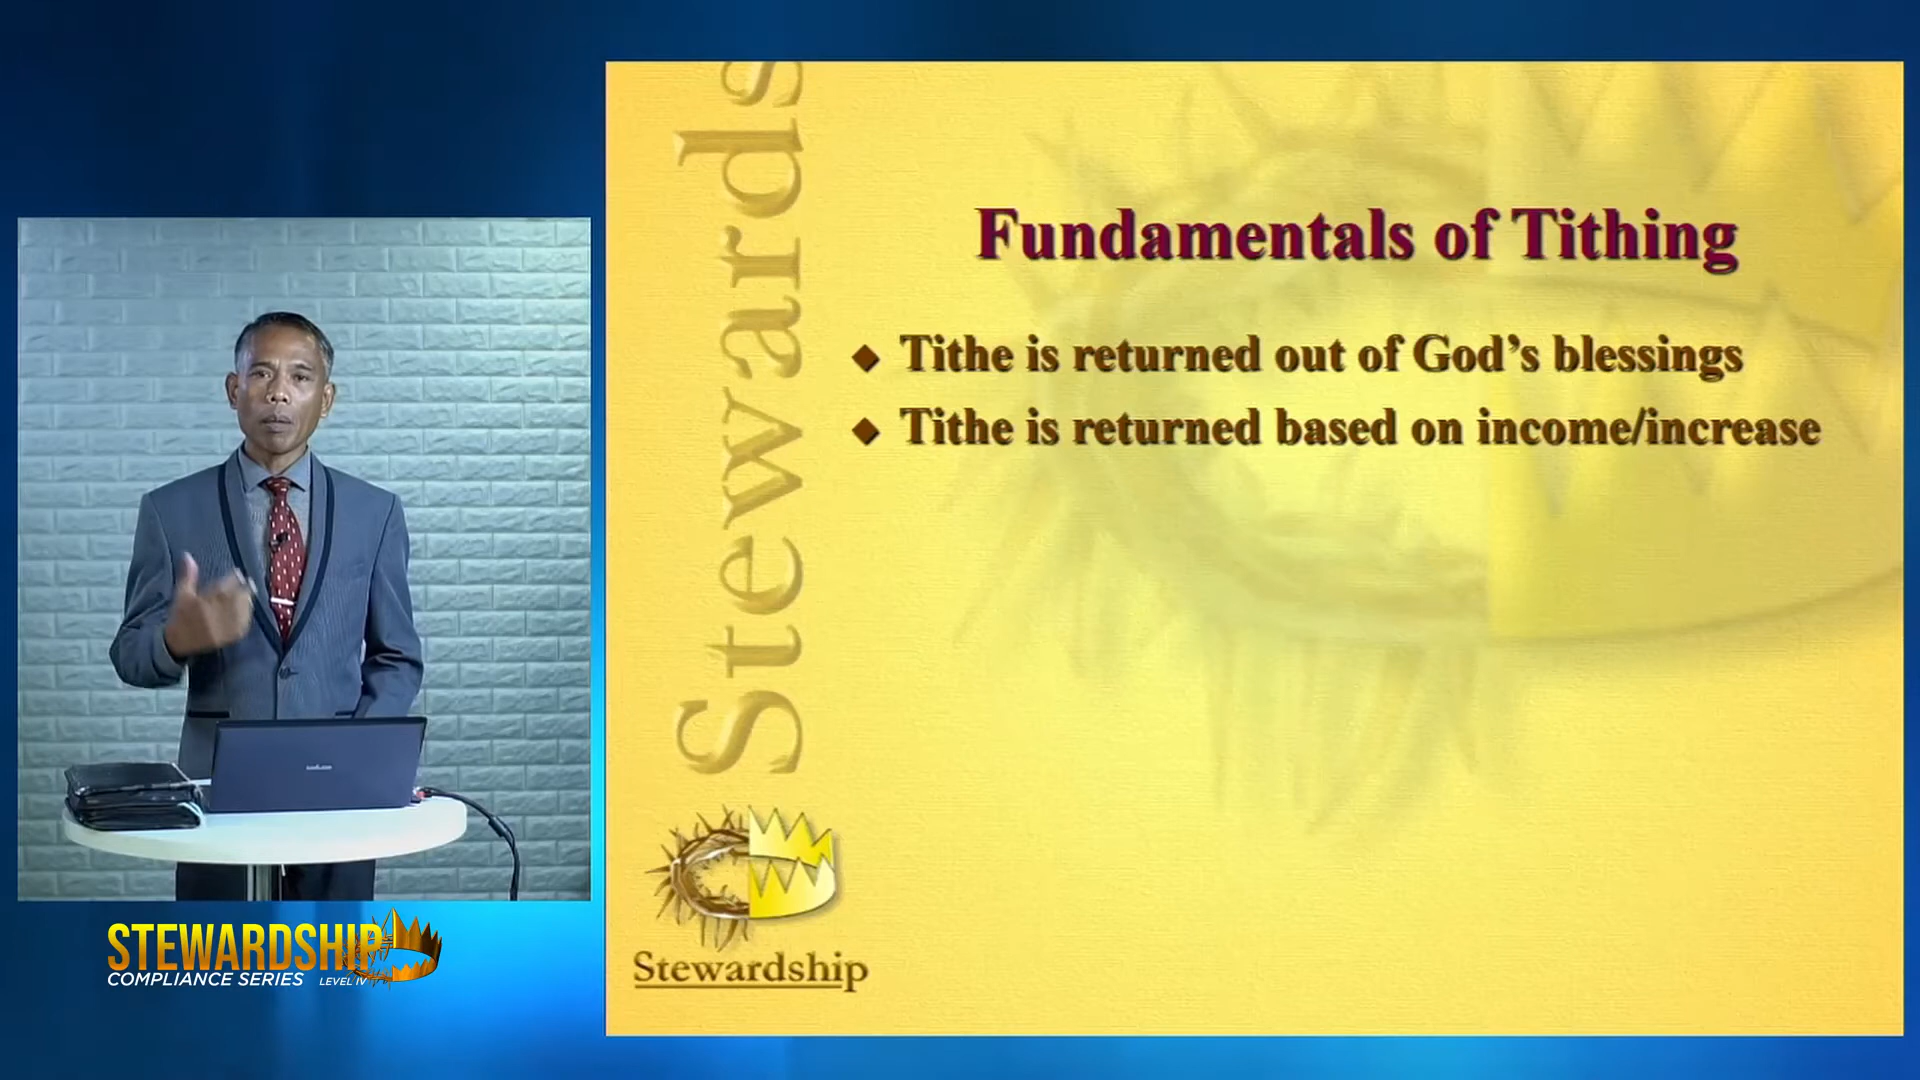 Stewards
Fundamentals of Tithing
Tithe is returned out of God's blessings
Tithe is returned based on income/increase
Stewardship
STEWARDSHIP
COMPLIANCE SERIES LEVEL IV